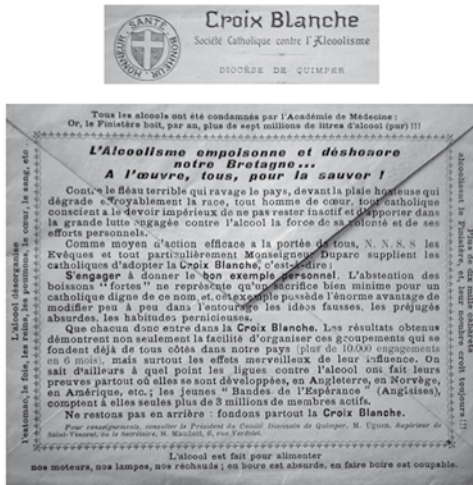 Croix Blanche
Société Catholique contre l'Alcoolisme
DIOCÈSE DE QUIMPER
SANTÉ
BONHEUR
HONNEUR
Tous les alcools ont été condamnés par l'Académie de Médecine ;
Or, le Finistère boit, par an, plus de sept millions de litres d'alcool (pur) !!!
L'Alcoolisme empoisonne et déshonore
notre Bretagne...
A l'œuvre, tous, pour la sauver !
Contre le fléau terrible qui ravage le pays, devant la plaie honteuse qui
dégrade effroyablement la race, tout homme de cœur, tout catholique
conscient a le devoir impérieux de ne pas rester inactif et d'apporter dans
la grande lutte engagée contre l'alcool la force de sa volonté et de ses
efforts personnels.
Comme moyen d'action efficace a la portée de tous, N. N. S. S les
Evêques et tout particulièrement Monseigneur Duparc supplient les
catholiques d'adopter la Croix Blanche, c'est-à-dire :
S'engager à donner le bon exemple personnel. L'abstention des
boissons "fortes" ne représente qu'un sacrifice bien minime pour un
catholique digne de ce nom, et, cet exemple possède l'énorme avantage de
modifier peu à peu dans l'entourage les idées fausses, les préjugés
absurdes, les habitudes pernicieuses.
Que chacun donc entre dans la Croix Blanche. Les résultats obtenus
démontrent non seulement la facilité d'organiser ces groupements qui se
fondent déjà de tous côtés dans notre pays (plus de 10.000 engagements
en 6 mois), mais surtout les effets merveilleux de leur influence. On
sait d'ailleurs à quel point les ligues contre l'alcool ont fait leurs
preuves partout où elles se sont développées, en Angleterre, en Norvège,
en Amérique, etc.; les jeunes "Bandes de l'Espérance" (Anglaises),
comptent à elles seules plus de 3 millions de membres actifs.
Ne restons pas en arrière : fondons partout la Croix Blanche.
Pour renseignements, consulter le Président du Comité Diocésain de Quimper, M. Uguen, Supérieur de
Saint-Vincent, ou le Secrétaire, M. Mauduit, 6, rue Verdelet.
L'alcool est fait pour alimenter
nos moteurs, nos lampes, nos réchauds ; en boire est absurde, en faire boire est coupable.
L'alcool désorganise
l'estomac, le foie, les reins, les poumons, le cœur, le sang, etc.
alcoolisent le Finistère, et, leur nombre croit toujours !!!